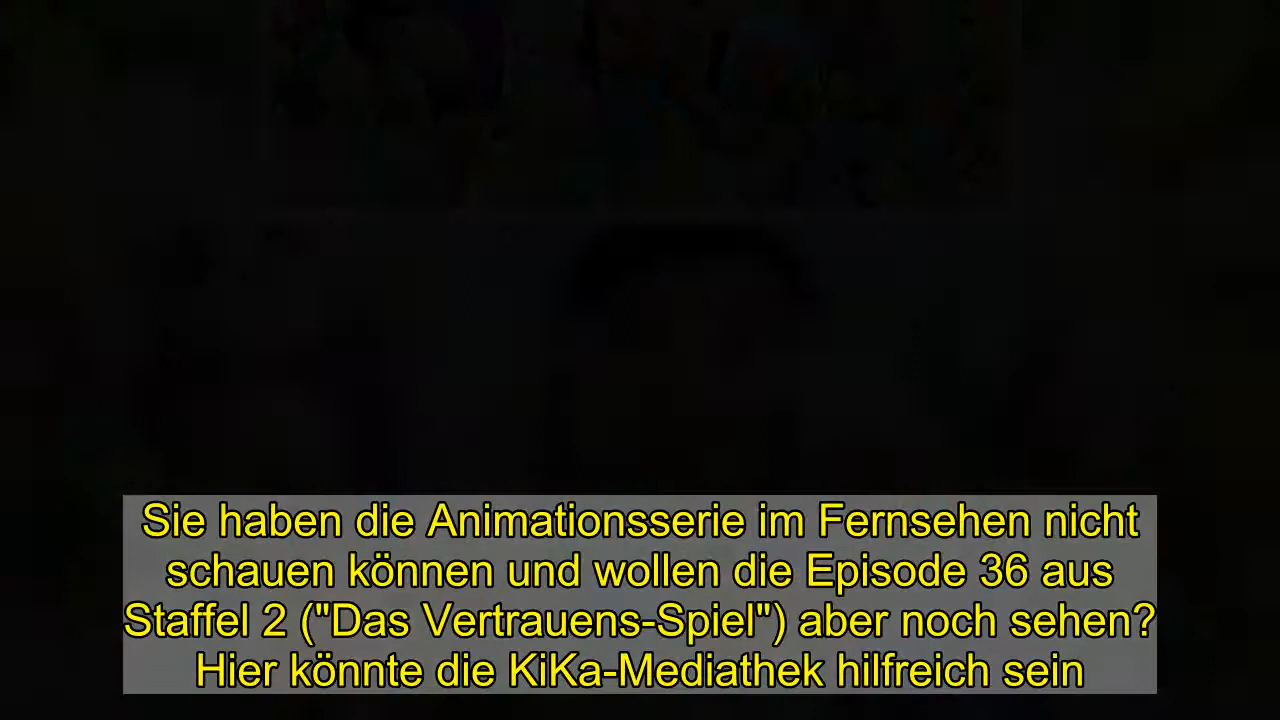 Sie haben die Animationsserie im Fernsehen nicht
schauen können und wollen die Episode 36 aus
Staffel 2 ("Das Vertrauens-Spiel") aber noch sehen?
Hier könnte die KiKa-Mediathek hilfreich sein